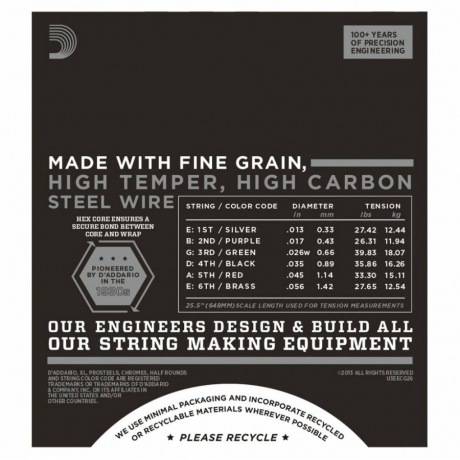 100+ YEARS
OF PRECISION
ENGINEERING
MADE WITH FINE GRAIN,
HIGH TEMPER, HIGH CARBON
STEEL WIRE
HEX CORE ENSURES A
SECURE BOND BETWEEN
CORE AND WRAP
PIONEERED
BY D'ADDARIO
IN THE
1930s
STRING / COLOR CODE DIAMETER TENSION
in mm lbs kg
E: 1ST / SILVER .013 0.33 27.42 12.44
B: 2ND / PURPLE .017 0.43 26.31 11.94
G: 3RD / GREEN .026w 0.66 39.83 18.07
D: 4TH / BLACK .035 0.89 35.86 16.26
A: 5TH / RED .045 1.14 33.30 15.11
E: 6TH / BRASS .056 1.42 27.65 12.54
25.5" (648MM) SCALE LENGTH USED FOR TENSION MEASUREMENTS
OUR ENGINEERS DESIGN & BUILD ALL
OUR STRING MAKING EQUIPMENT
D'ADDARIO, XL, PROSTEELS, CHROMES, HALF ROUNDS
AND STRING COLOR CODE ARE REGISTERED
TRADEMARKS OR TRADEMARKS OF D'ADDARIO
& COMPANY, INC. OR ITS AFFILIATES IN
THE UNITED STATES AND/OR
OTHER COUNTRIES.
©2013 ALL RIGHTS RESERVED
USEECG26
WE USE MINIMAL PACKAGING AND INCORPORATE RECYCLED
OR RECYCLABLE MATERIALS WHEREVER POSSIBLE
★ PLEASE RECYCLE ★